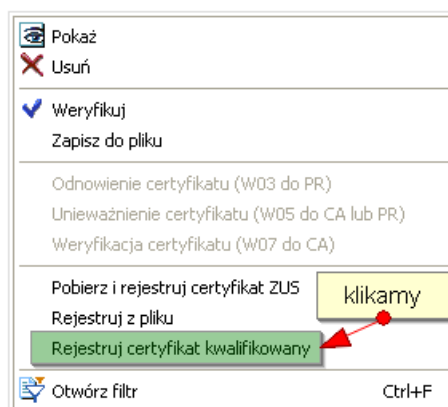 Pokaż
Usuń
Weryfikuj
Zapisz do pliku
Odnowienie certyfikatu (W03 do PR)
Unieważnienie certyfikatu (W05 do CA lub PR)
Weryfikacja certyfikatu (W07 do CA)
Pobierz i rejestruj certyfikat ZUS
klikamy
Rejestruj z pliku
Rejestruj certyfikat kwalifikowany
Otwórz filtr Ctrl+F